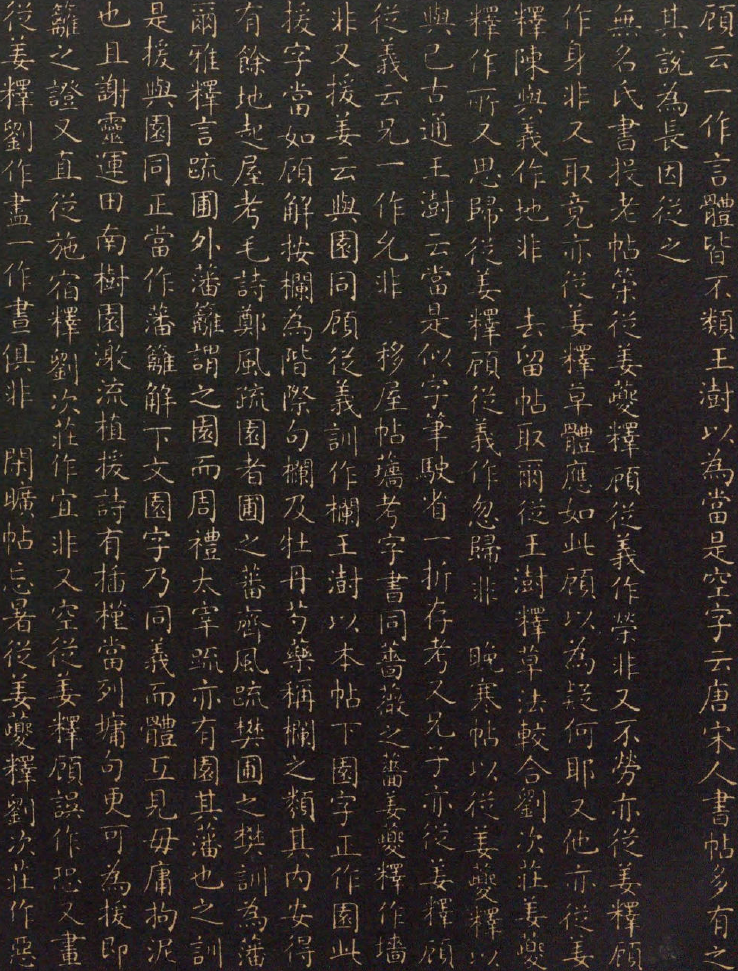 顧云一作言體皆不類王澍以為當是空字云唐宋人書帖多有之
其說為長因從之
無名氏書援老帖榮從姜夔釋顧從義作榮非又不勞亦從姜釋顧
作身非又取竟亦從姜釋草體應如此顧以為疑何耶又他亦從姜
釋陳與義作地非　去留帖取爾從王澍釋草法較合劉次莊姜夔
釋作所又思歸從姜釋顧從義作忽歸非　晚寒帖以從姜夔釋以
與已古通王澍云當是似字筆駛省一折存考又兄字亦從姜釋顧
從義云兄一作允非　移屋帖薔考字書同薔薇之薔姜夔釋作墻
非又援姜云與園同顧從義訓作欄王澍以本帖下園字正作園此
援字當如顧解按欄為階際句欄及牡丹芍藥稱欄之類其內安得
有餘地起屋考毛詩鄭風疏園者圃之蕃齊風疏樊圃之樊訓為藩
爾雅釋言疏圃外藩籬謂之園而周禮太宰疏亦有園其藩也之訓
是援與園同正當作藩籬解下文園字乃同義而體互見毋庸拘泥
也且謝靈運田南樹園激流植援詩有插槿當列墉句更可為援即
籬之證又直從施宿釋劉次莊作宜非又空從姜釋顧誤作恐又畫
從姜釋劉作盡一作晝俱非　閑曠帖忘暑從姜夔釋劉次莊作惡